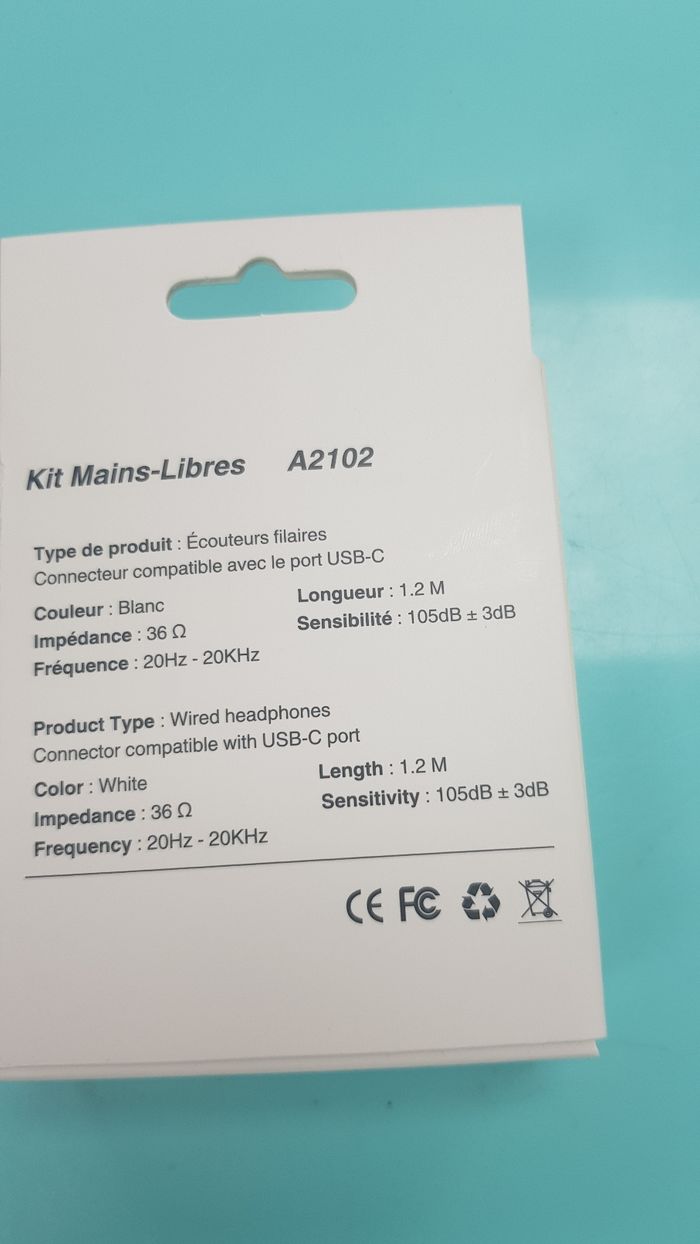 Kit Mains-Libres A2102
Type de produit : Écouteurs filaires
Connecteur compatible avec le port USB-C
Couleur : Blanc
Longueur : 1.2 M
Impédance : 36 Ω
Sensibilité : 105dB ± 3dB
Fréquence : 20Hz - 20KHz
Product Type : Wired headphones
Connector compatible with USB-C port
Color : White
Length : 1.2 M
Impedance : 36 Ω
Sensitivity : 105dB ± 3dB
Frequency : 20Hz - 20KHz
CE FC